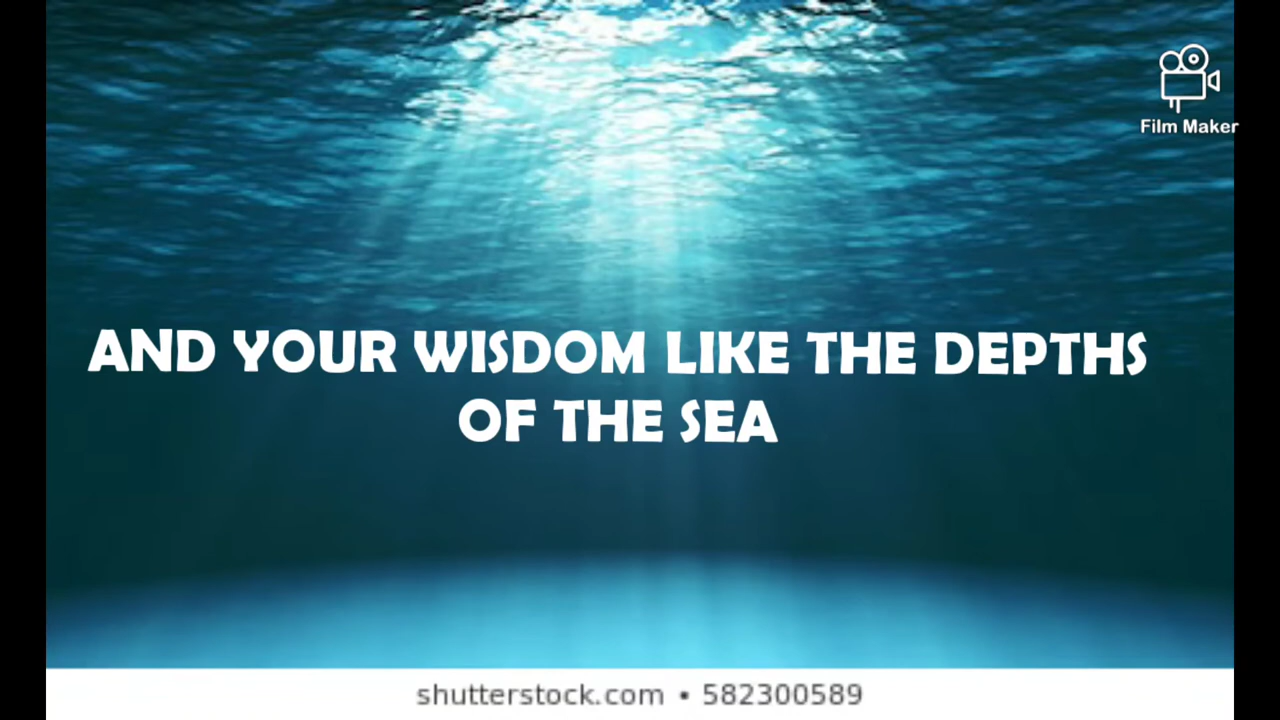 Film Maker
AND YOUR WISDOM LIKE THE DEPTHS
OF THE SEA
shutterstock.com • 582300589